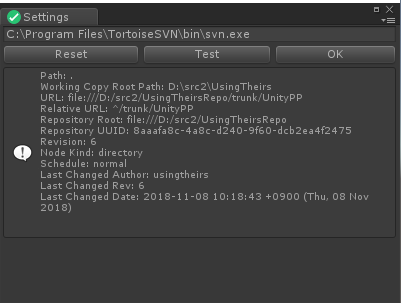 Settings
C:\Program Files\TortoiseSVN\bin\svn.exe
Reset Test OK
Path: .
Working Copy Root Path: D:\src2\UsingTheirs
URL: file:///D:/src2/UsingTheirsRepo/trunk/UnityPP
Relative URL: ^/trunk/UnityPP
Repository Root: file:///D:/src2/UsingTheirsRepo
Repository UUID: 8aaafa8c-4a8c-d240-9f60-dcb2ea4f2475
Revision: 6
Node Kind: directory
Schedule: normal
Last Changed Author: usingtheirs
Last Changed Rev: 6
Last Changed Date: 2018-11-08 10:18:43 +0900 (Thu, 08 Nov
2018)